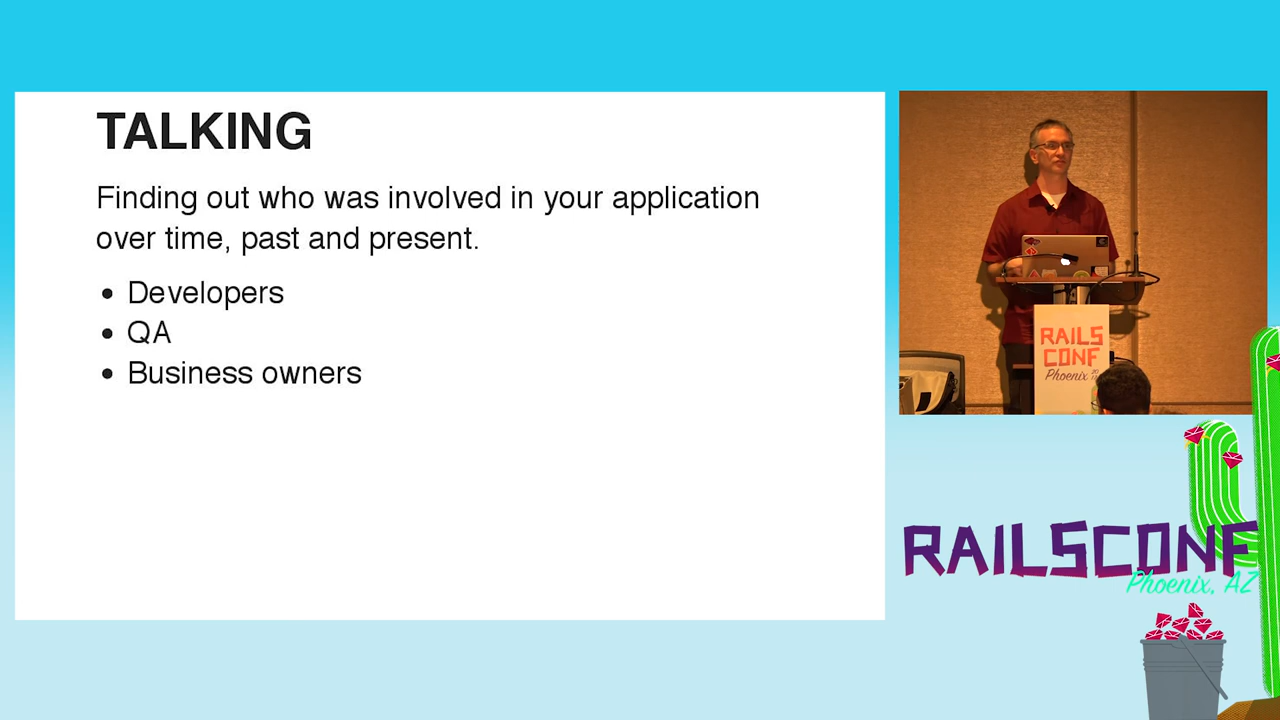 TALKING
Finding out who was involved in your application
over time, past and present.
• Developers
• QA
• Business owners
RAILS
CONF
Phoenix
RAILSCONF
Phoenix, AZ